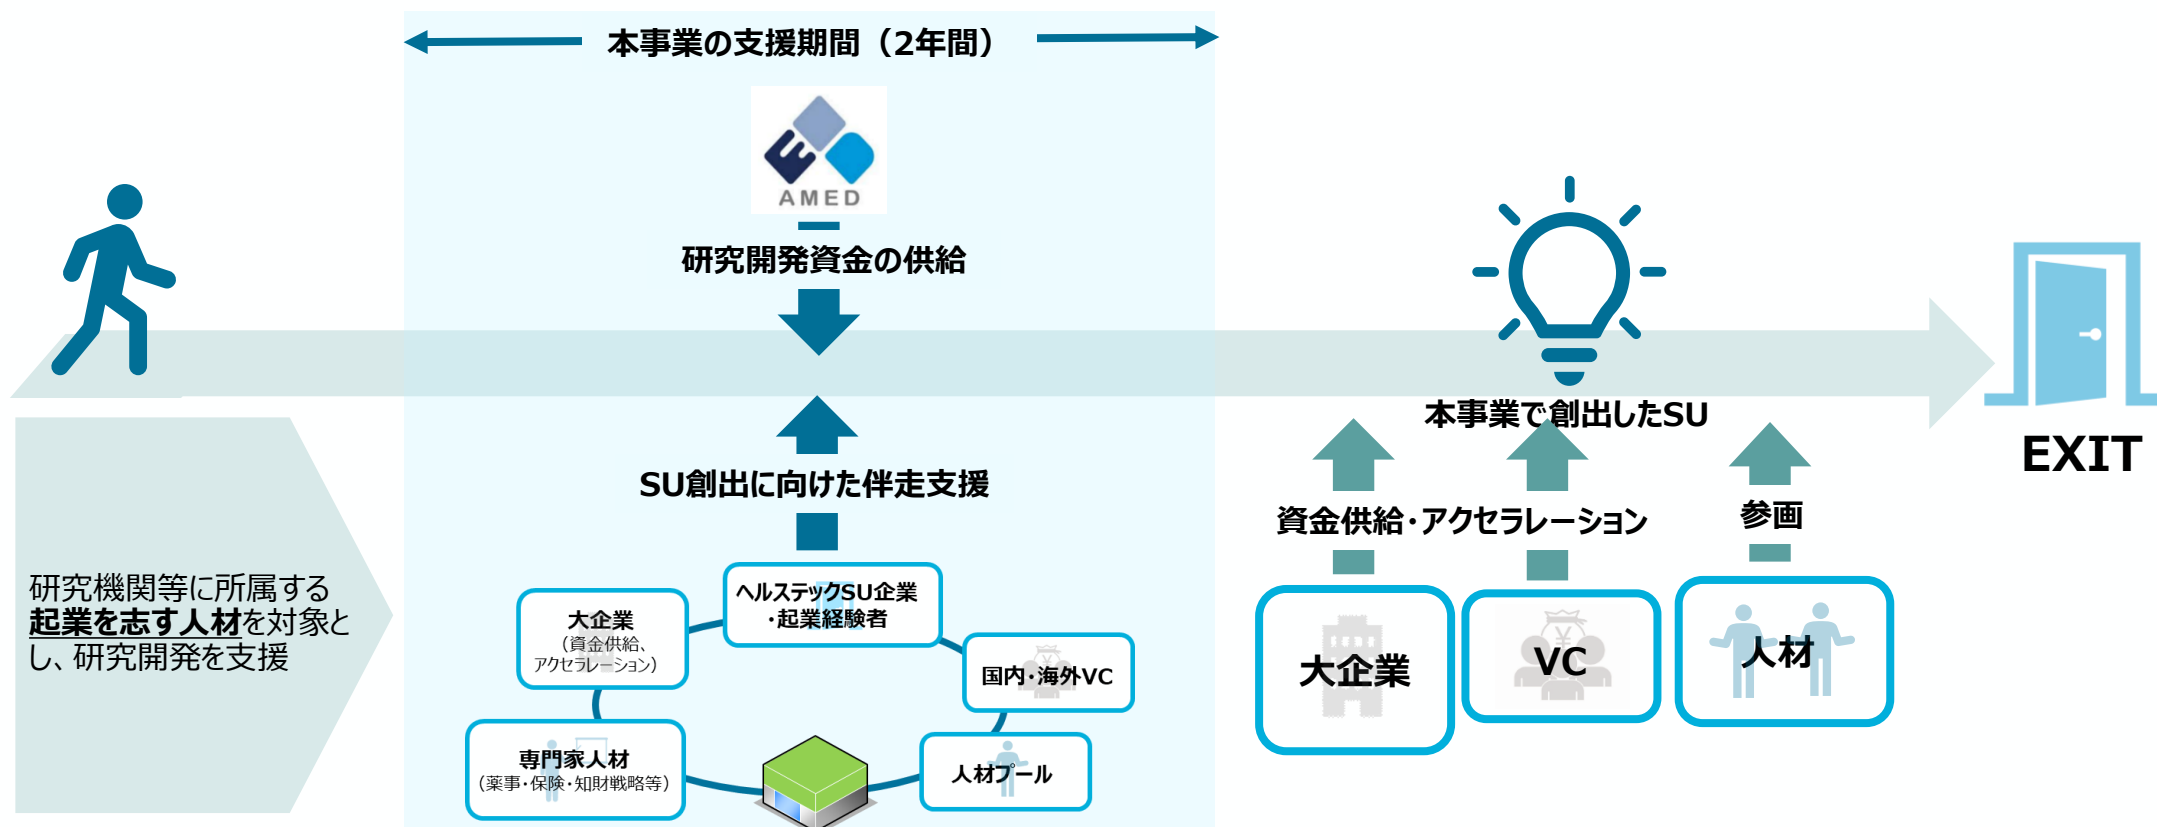 本事業の支援期間（2年間）
AMED
研究開発資金の供給
SU創出に向けた伴走支援
研究機関等に所属する
起業を志す人材を対象と
し、研究開発を支援
大企業
（資金供給、
アクセラレーション）
ヘルステックSU企業
・起業経験者
国内・海外VC
専門家人材
（薬事・保険・知財戦略等）
人材プール
本事業で創出したSU
資金供給・アクセラレーション
参画
大企業
¥
VC
人材
EXIT